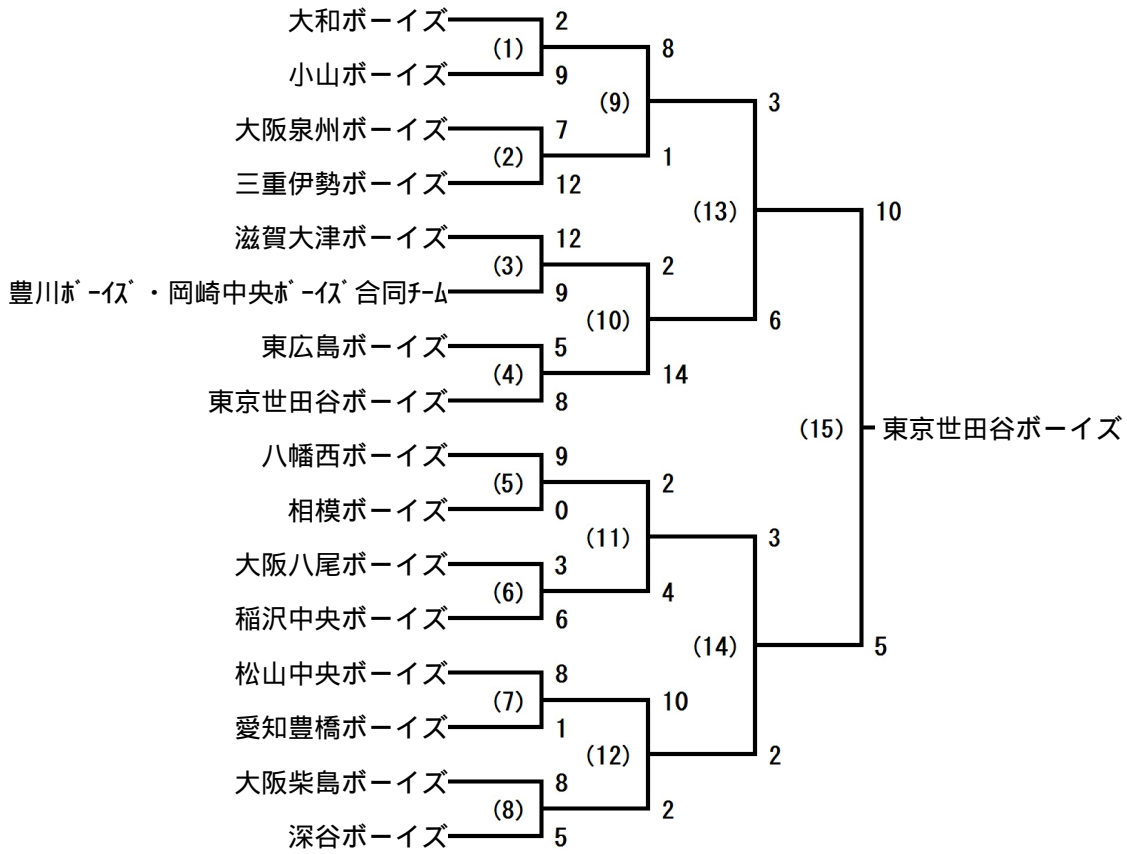 大和ボーイズ 2
(1) 8
小山ボーイズ 9
(9) 3
大阪泉州ボーイズ 7
(2) 1
三重伊勢ボーイズ 12
(13) 10
滋賀大津ボーイズ 12
(3) 2
豊川ﾎﾞｰｲｽﾞ・岡崎中央ﾎﾞｰｲｽﾞ合同ﾁｰﾑ 9
(10) 6
東広島ボーイズ 5
(4) 14
東京世田谷ボーイズ 8
(15) 東京世田谷ボーイズ
八幡西ボーイズ 9
(5) 2
相模ボーイズ 0
(11) 3
大阪八尾ボーイズ 3
(6) 4
稲沢中央ボーイズ 6
(14) 5
松山中央ボーイズ 8
(7) 10
愛知豊橋ボーイズ 1
(12) 2
大阪柴島ボーイズ 8
(8) 2
深谷ボーイズ 5